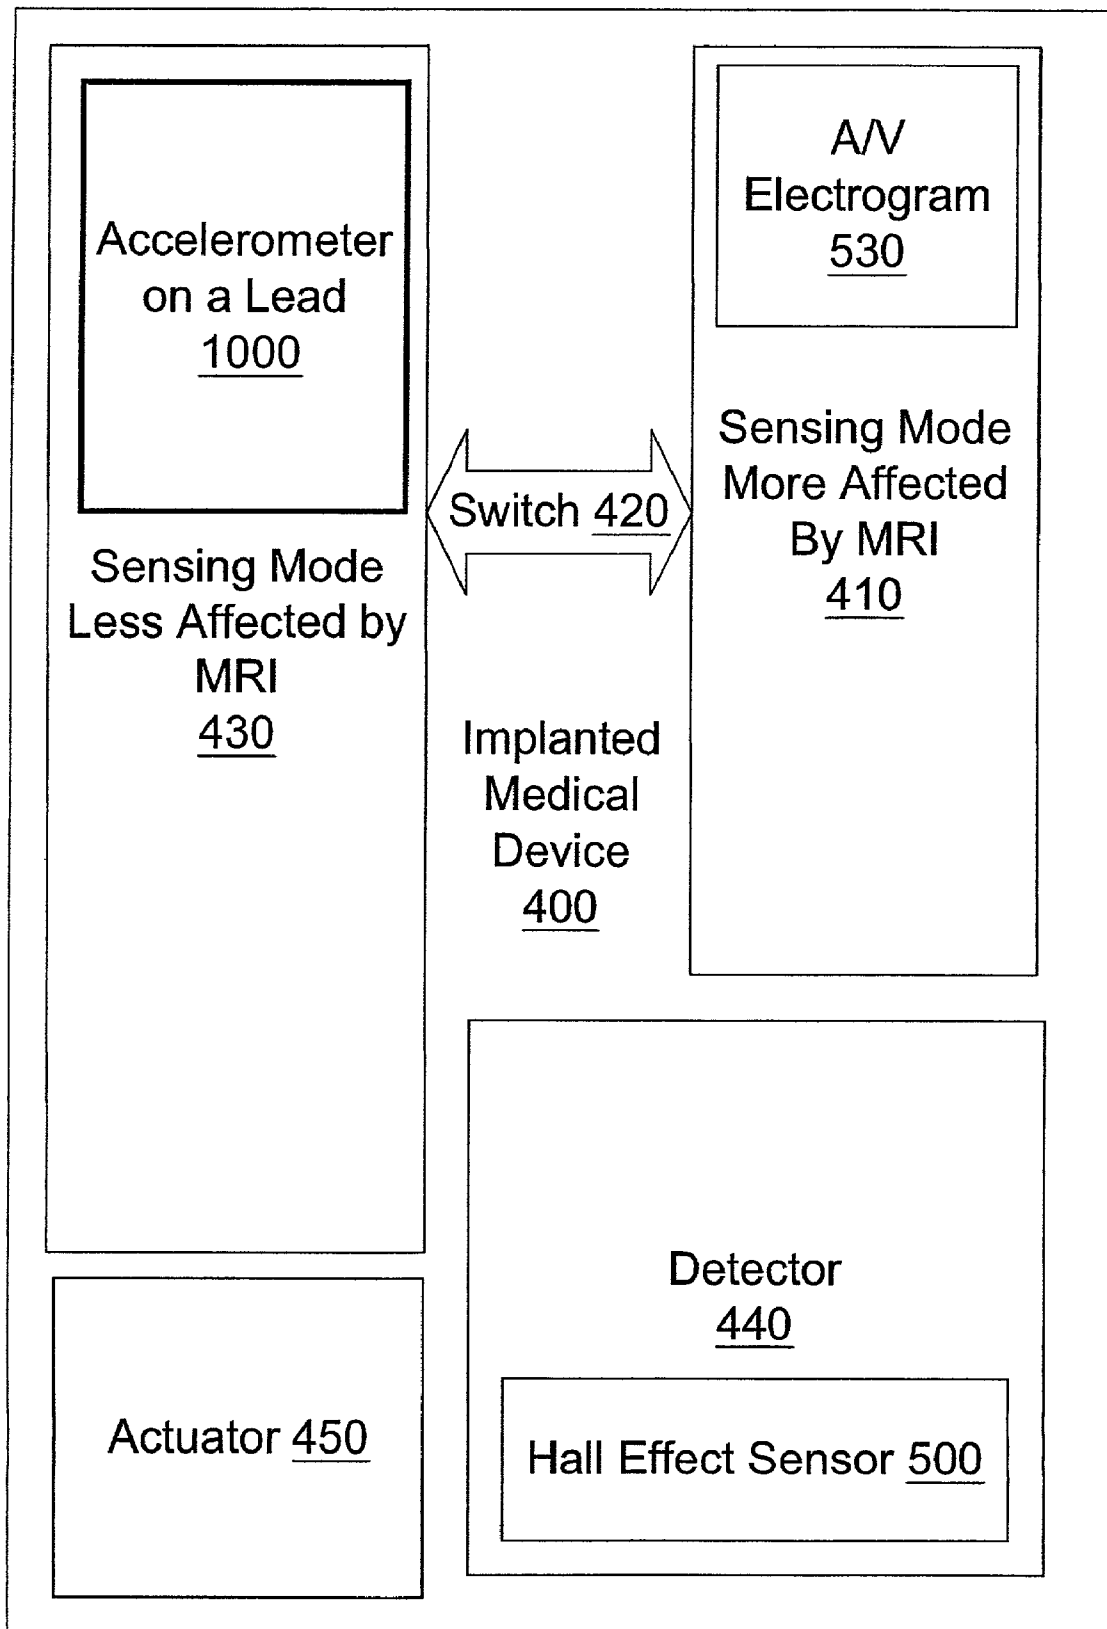 Accelerometer
on a Lead
1000
Sensing Mode
Less Affected by
MRI
430
A/V
Electrogram
530
Sensing Mode
More Affected
By MRI
410
Switch 420
Implanted
Medical
Device
400
Detector
440
Hall Effect Sensor 500
Actuator 450